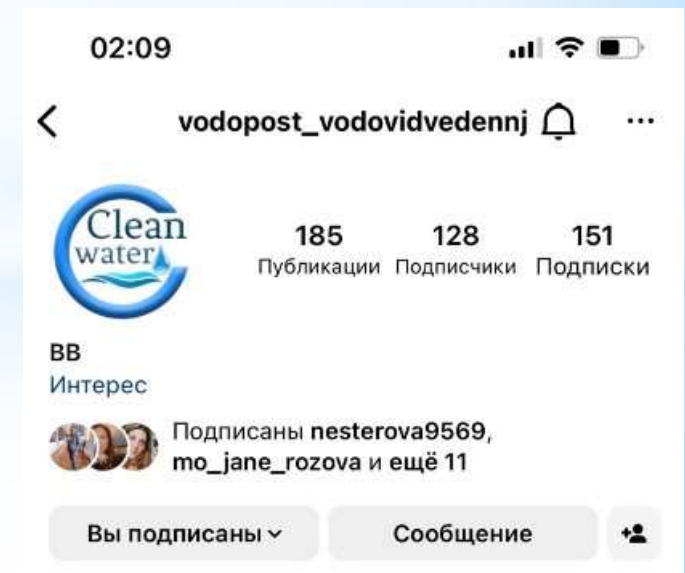 02:09
vodopost_vodovidvedennj
Clean
water
185 128 151
Публикации Подписчики Подписки
ВВ
Интерес
Подписаны nesterova9569,
mo_jane_rozova и ещё 11
Вы подписаны Сообщение